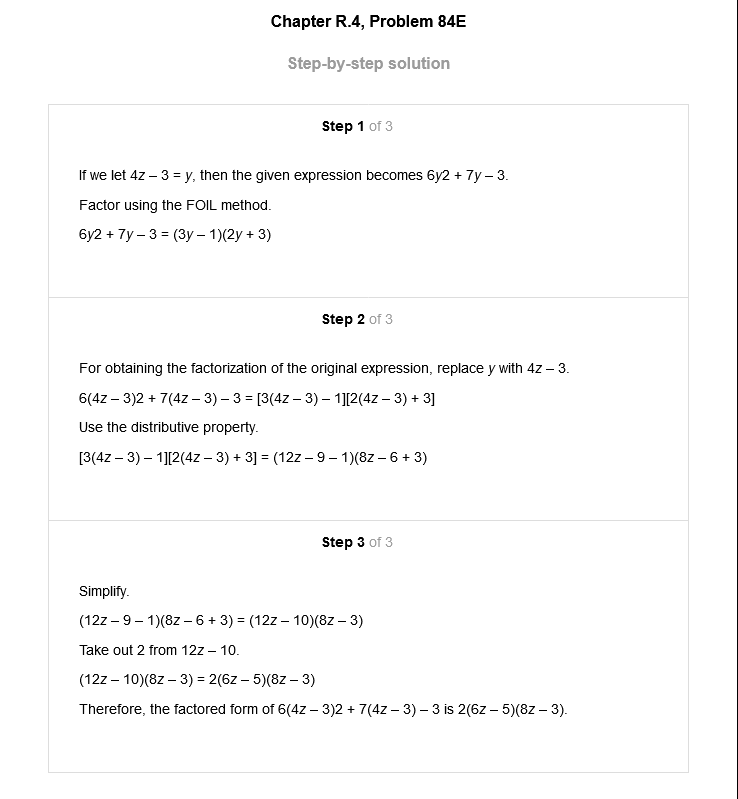 Chapter R.4, Problem 84E
Step-by-step solution
Step 1 of 3
If we let 4z – 3 = y, then the given expression becomes 6y2 + 7y – 3.
Factor using the FOIL method.
6y2 + 7y – 3 = (3y – 1)(2y + 3)
Step 2 of 3
For obtaining the factorization of the original expression, replace y with 4z – 3.
6(4z – 3)2 + 7(4z – 3) – 3 = [3(4z – 3) – 1][2(4z – 3) + 3]
Use the distributive property.
[3(4z – 3) – 1][2(4z – 3) + 3] = (12z – 9 – 1)(8z – 6 + 3)
Step 3 of 3
Simplify.
(12z – 9 – 1)(8z – 6 + 3) = (12z – 10)(8z – 3)
Take out 2 from 12z – 10.
(12z – 10)(8z – 3) = 2(6z – 5)(8z – 3)
Therefore, the factored form of 6(4z – 3)2 + 7(4z – 3) – 3 is 2(6z – 5)(8z – 3).